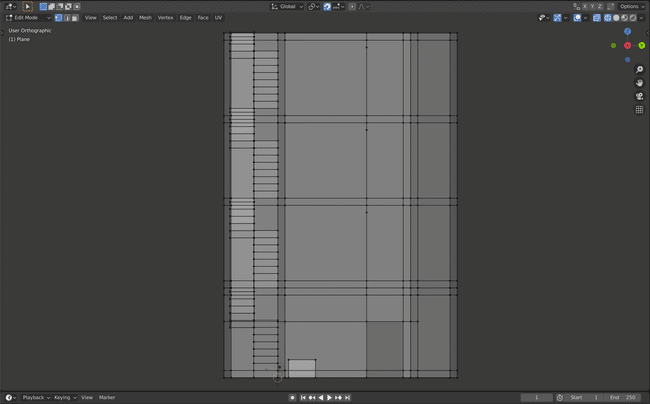 Global
X Y Z
Options
Edit Mode
View Select Add Mesh Vertex Edge Face UV
User Orthographic
(1) Plane
Z
X
Y
Playback Keying View Marker
1
Start 1
End 250